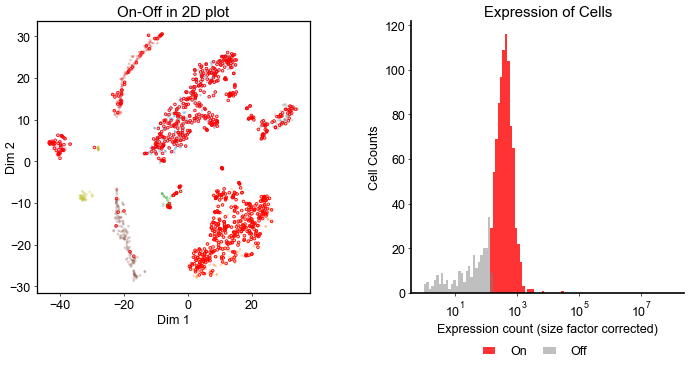 On-Off in 2D plot
30
20
10
0
−10
−20
−30
−40
−20
0
20
Dim 2
Dim 1
Expression of Cells
120
100
80
60
40
20
0
10^1
10^3
10^5
10^7
Cell Counts
Expression count (size factor corrected)
On
Off